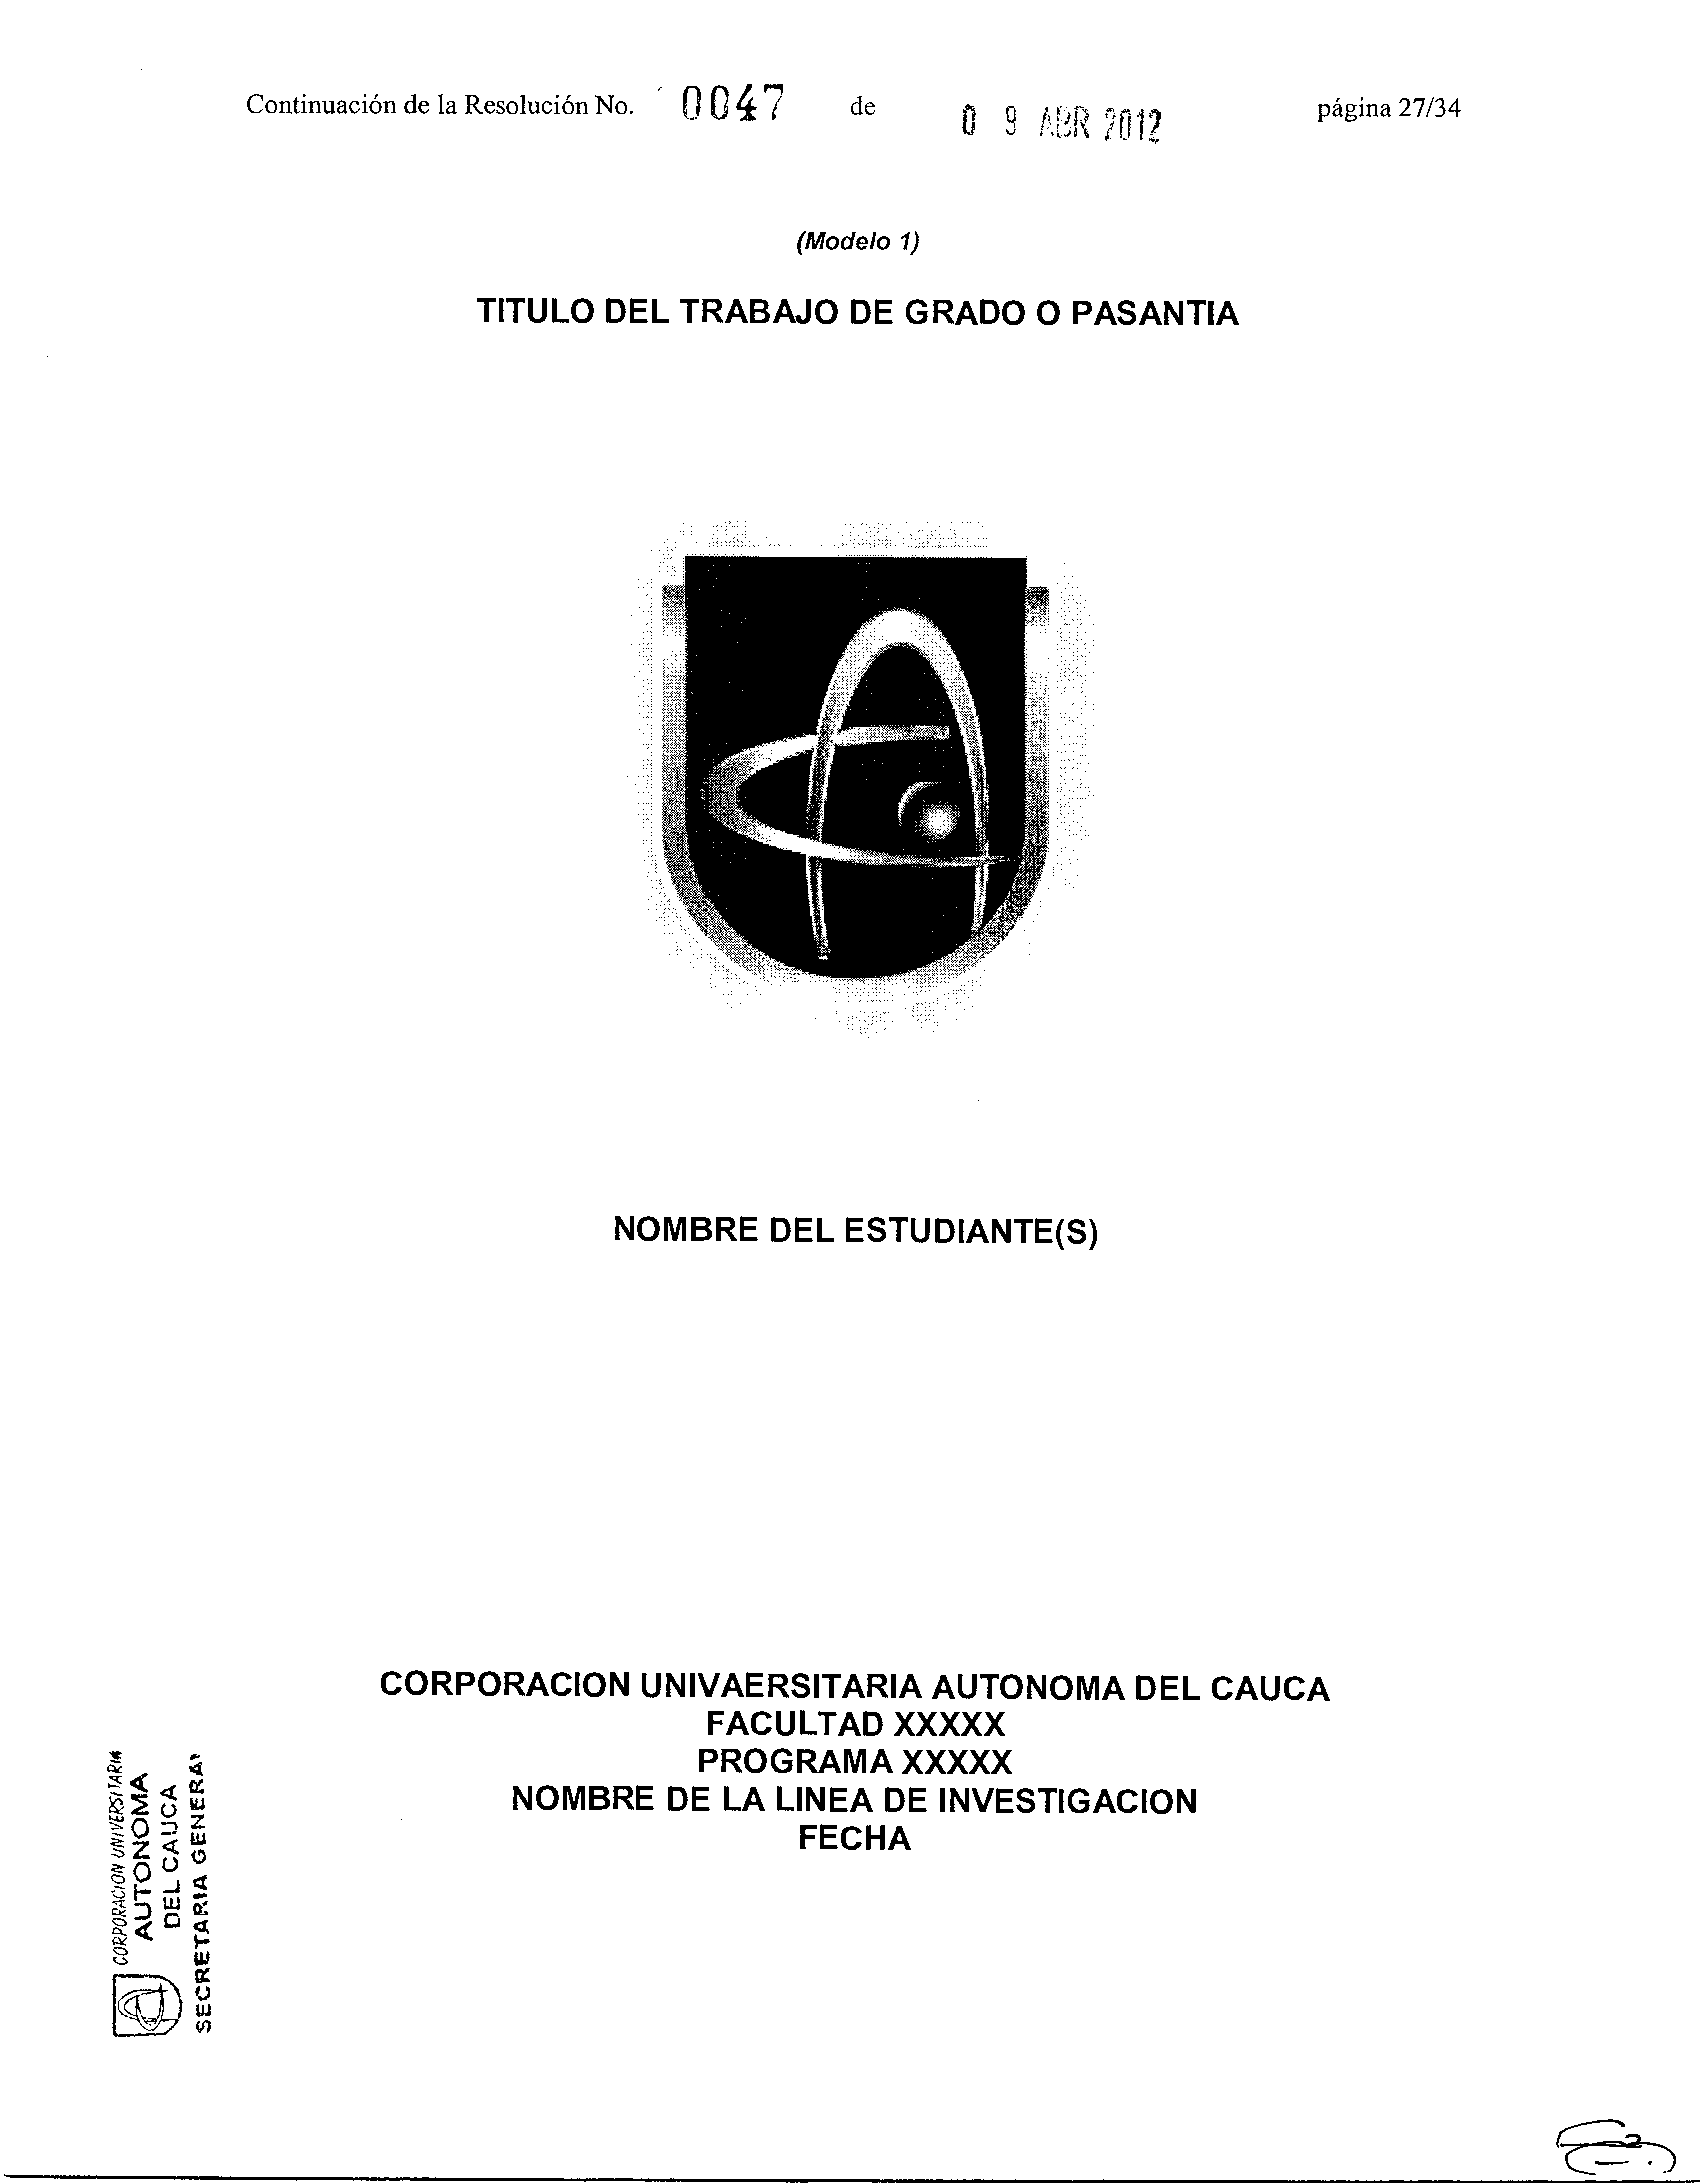 Continuación de la Resolución No. 0047 de 09 ABR 2012 página 27/34
(Modelo 1)
TITULO DEL TRABAJO DE GRADO O PASANTIA
NOMBRE DEL ESTUDIANTE(S)
CORPORACION UNIVAERSITARIA AUTONOMA DEL CAUCA
FACULTAD XXXXX
PROGRAMA XXXXX
NOMBRE DE LA LINEA DE INVESTIGACION
FECHA
CORPORACION UNIVERSITARIA
AUTONOMA
DEL CAUCA
SECRETARIA GENERAL